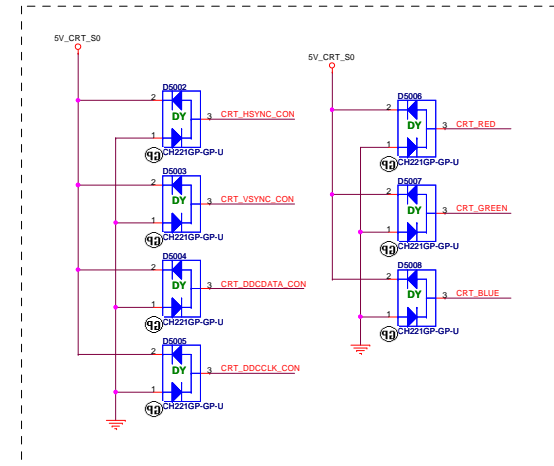 5V_CRT_S0
D5002
2
DY
3
CRT_HSYNC_CON
1
CH221GP-GP-U
D5003
2
DY
3
CRT_VSYNC_CON
1
CH221GP-GP-U
D5004
2
DY
3
CRT_DDCDATA_CON
1
CH221GP-GP-U
D5005
2
DY
3
CRT_DDCCLK_CON
1
CH221GP-GP-U
5V_CRT_S0
D5006
2
DY
3
CRT_RED
1
CH221GP-GP-U
D5007
2
DY
3
CRT_GREEN
1
CH221GP-GP-U
D5008
2
DY
3
CRT_BLUE
1
CH221GP-GP-U